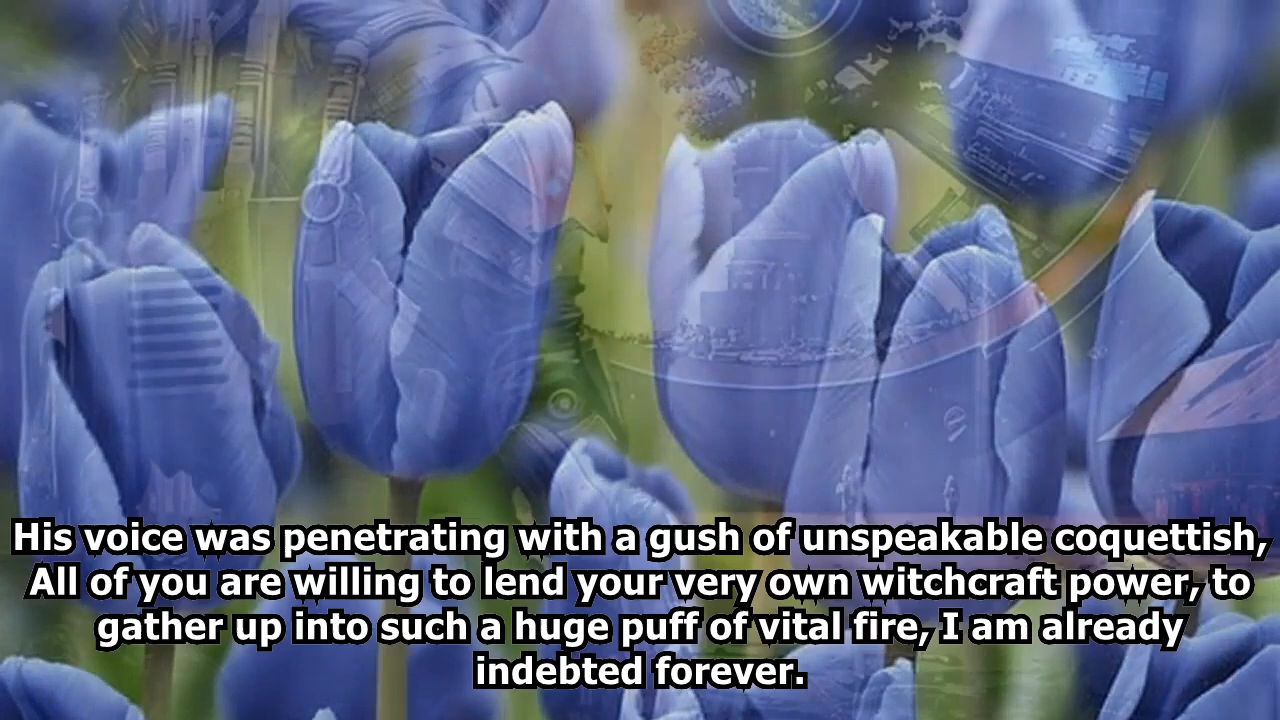 His voice was penetrating with a gush of unspeakable coquettish,
All of you are willing to lend your very own witchcraft power, to
gather up into such a huge puff of vital fire, I am already
indebted forever.